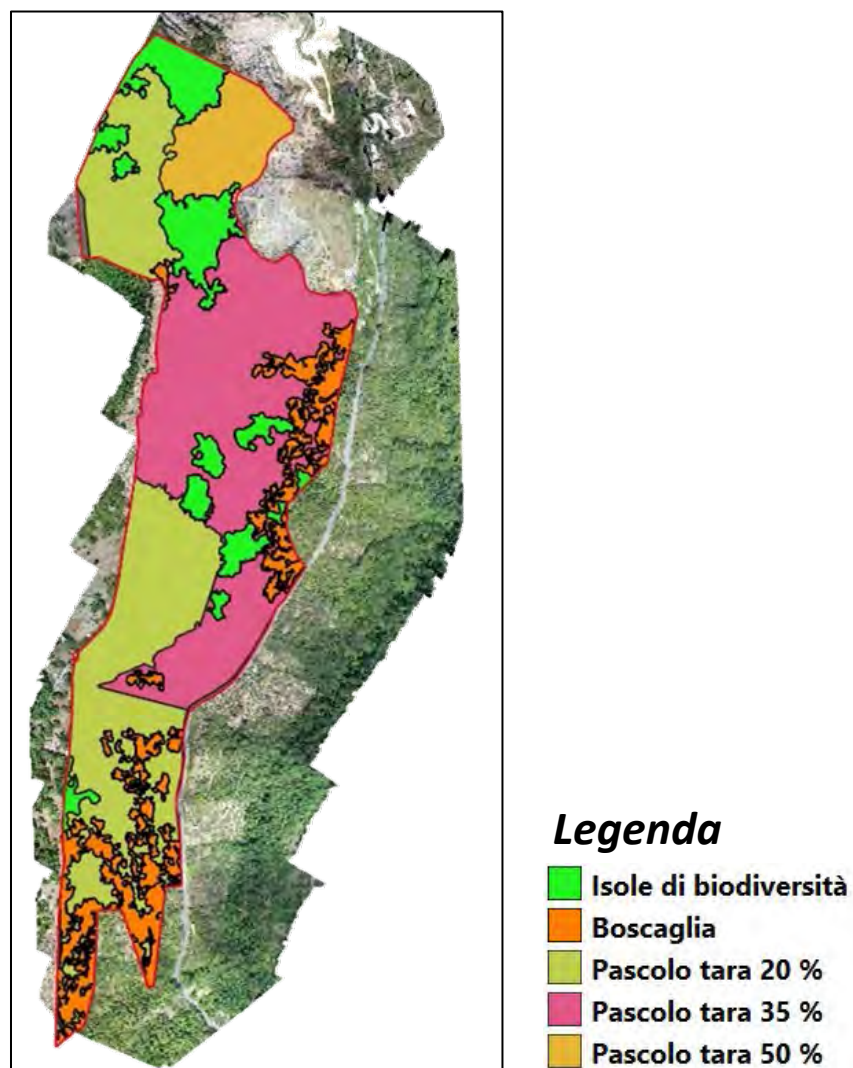 Legenda
Isole di biodiversità
Boscaglia
Pascolo tara 20 %
Pascolo tara 35 %
Pascolo tara 50 %